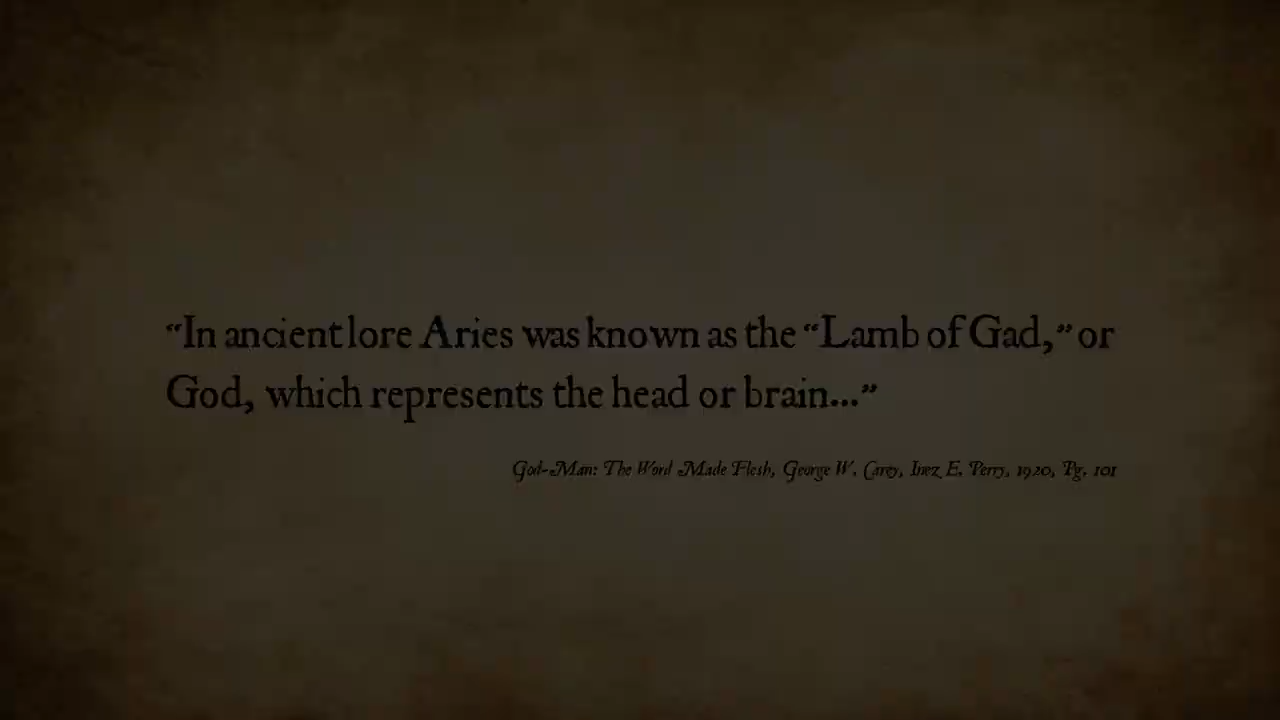 “In ancient lore Aries was known as the “Lamb of Gad,” or
God, which represents the head or brain...”
God-Man: The Word Made Flesh, George W. Carey, Inez E. Perry, 1920, Pg. 101